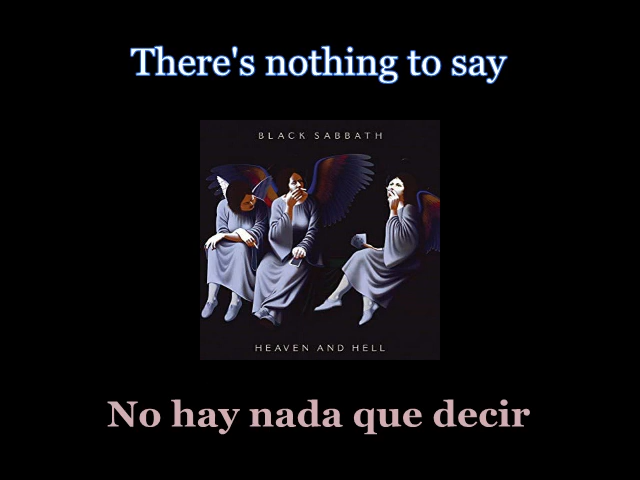 There's nothing to say
BLACK SABBATH
HEAVEN AND HELL
No hay nada que decir